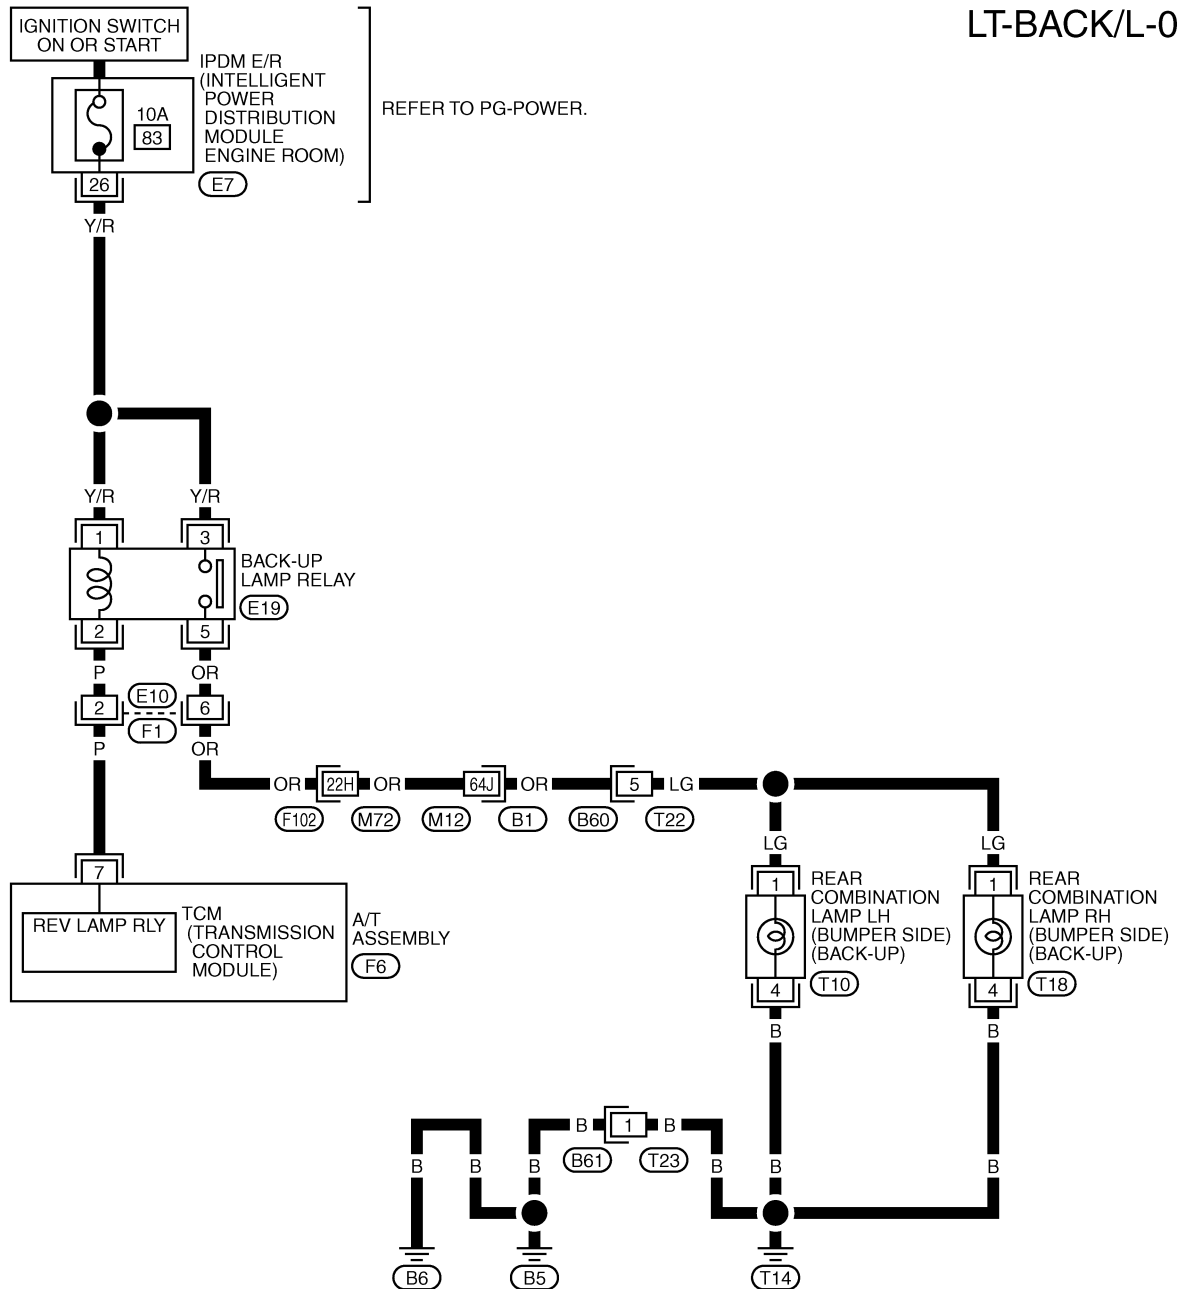 LT-BACK/L-0
IGNITION SWITCH
ON OR START
IPDM E/R
(INTELLIGENT
POWER
DISTRIBUTION
MODULE
ENGINE ROOM)
E7
10A
83
REFER TO PG-POWER.
26
Y/R
Y/R
Y/R
1
3
BACK-UP
LAMP RELAY
E19
2
5
P
OR
E10
2
6
F1
P
OR
OR
22H
OR
64J
OR
5
LG
F102
M72
M12
B1
B60
T22
LG
LG
7
REV LAMP RLY
TCM
(TRANSMISSION
CONTROL
MODULE)
A/T
ASSEMBLY
F6
1
REAR
COMBINATION
LAMP LH
(BUMPER SIDE)
(BACK-UP)
T10
4
1
REAR
COMBINATION
LAMP RH
(BUMPER SIDE)
(BACK-UP)
T18
4
B
B
B
1
B
B61
T23
B
B
B
B
B
B
B6
B5
T14